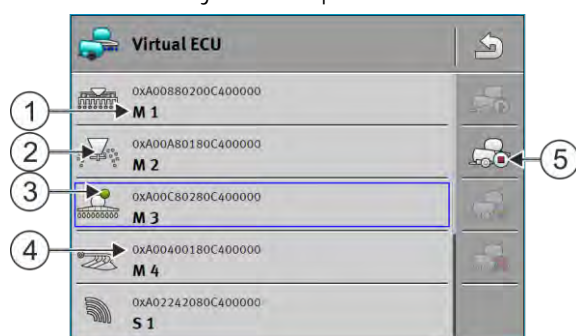 Virtual ECU
0xA00880200C400000
1 M 1
0xA00A80180C400000
2 M 2
5
3 0xA00C80280C400000
M 3
4 0xA00400180C400000
M 4
0xA02242080C400000
S 1